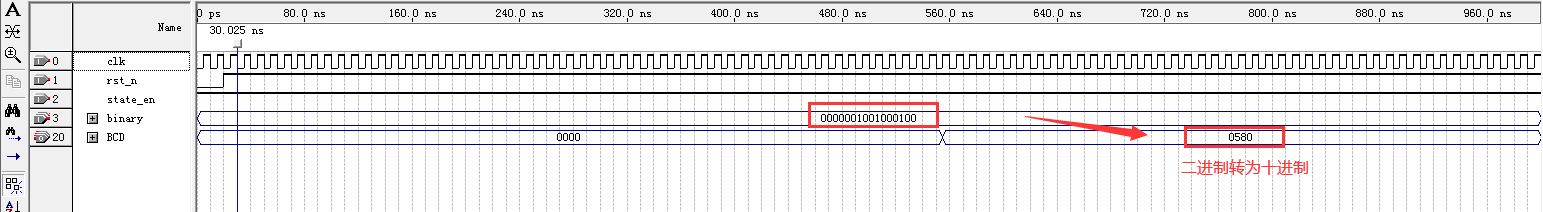 Name
0 ps 80.0 ns 160.0 ns 240.0 ns 320.0 ns 400.0 ns 480.0 ns 560.0 ns 640.0 ns 720.0 ns 800.0 ns 880.0 ns 960.0 ns
30.025 ns
0 clk
1 rst_n
2 state_en
3 binary 0000001001000100
20 BCD 0000 0580
二进制转为十进制